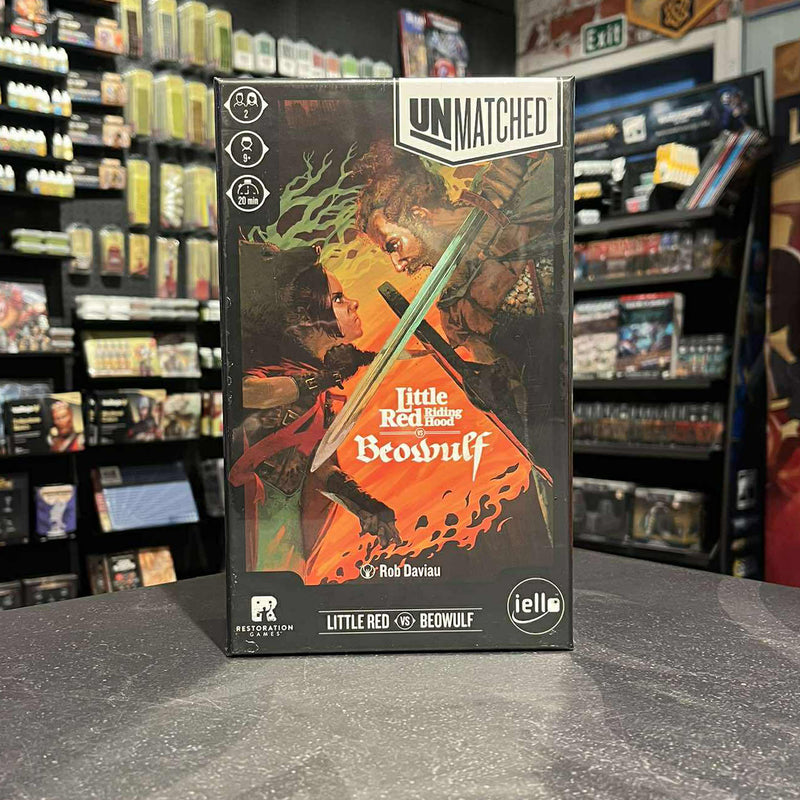 Exit
2
9+
20 min
UNMATCHED™
Little
Red Riding
Hood
vs
Beowulf
Rob Daviau
RESTORATION
GAMES
LITTLE RED VS BEOWULF
iello